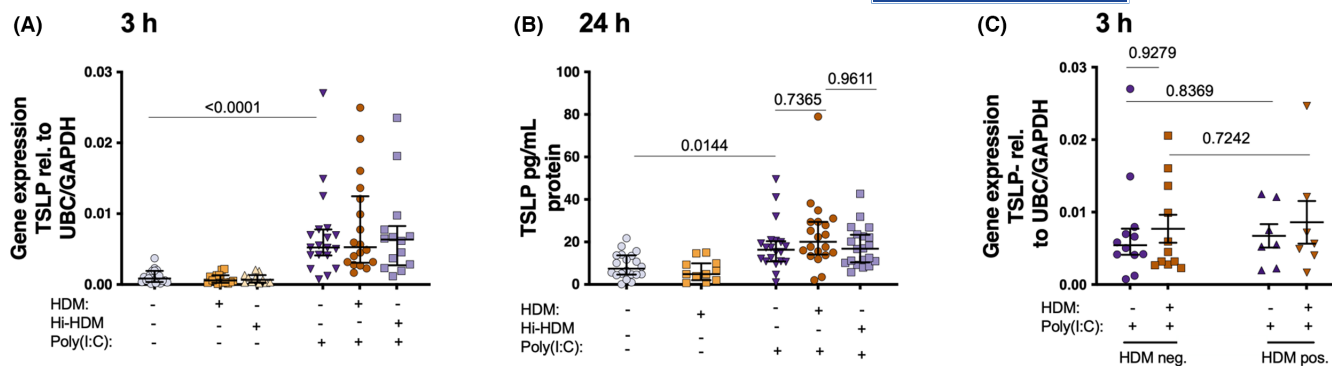 (A) 3 h
Gene expression
TSLP rel. to
UBC/GAPDH
0.03
0.02
0.01
0.00
<0.0001
HDM: - + - - + -
Hi-HDM - - + - - +
Poly(I:C): - - - + + +
(B) 24 h
TSLP pg/mL
protein
100
80
60
40
20
0
0.0144
0.7365
0.9611
HDM: - + - + -
Hi-HDM - - - - +
Poly(I:C): - - + + +
(C) 3 h
Gene expression
TSLP- rel.
to UBC/GAPDH
0.03
0.02
0.01
0.00
0.9279
0.8369
0.7242
HDM: - + - +
Poly(I:C): + + + +
HDM neg. HDM pos.